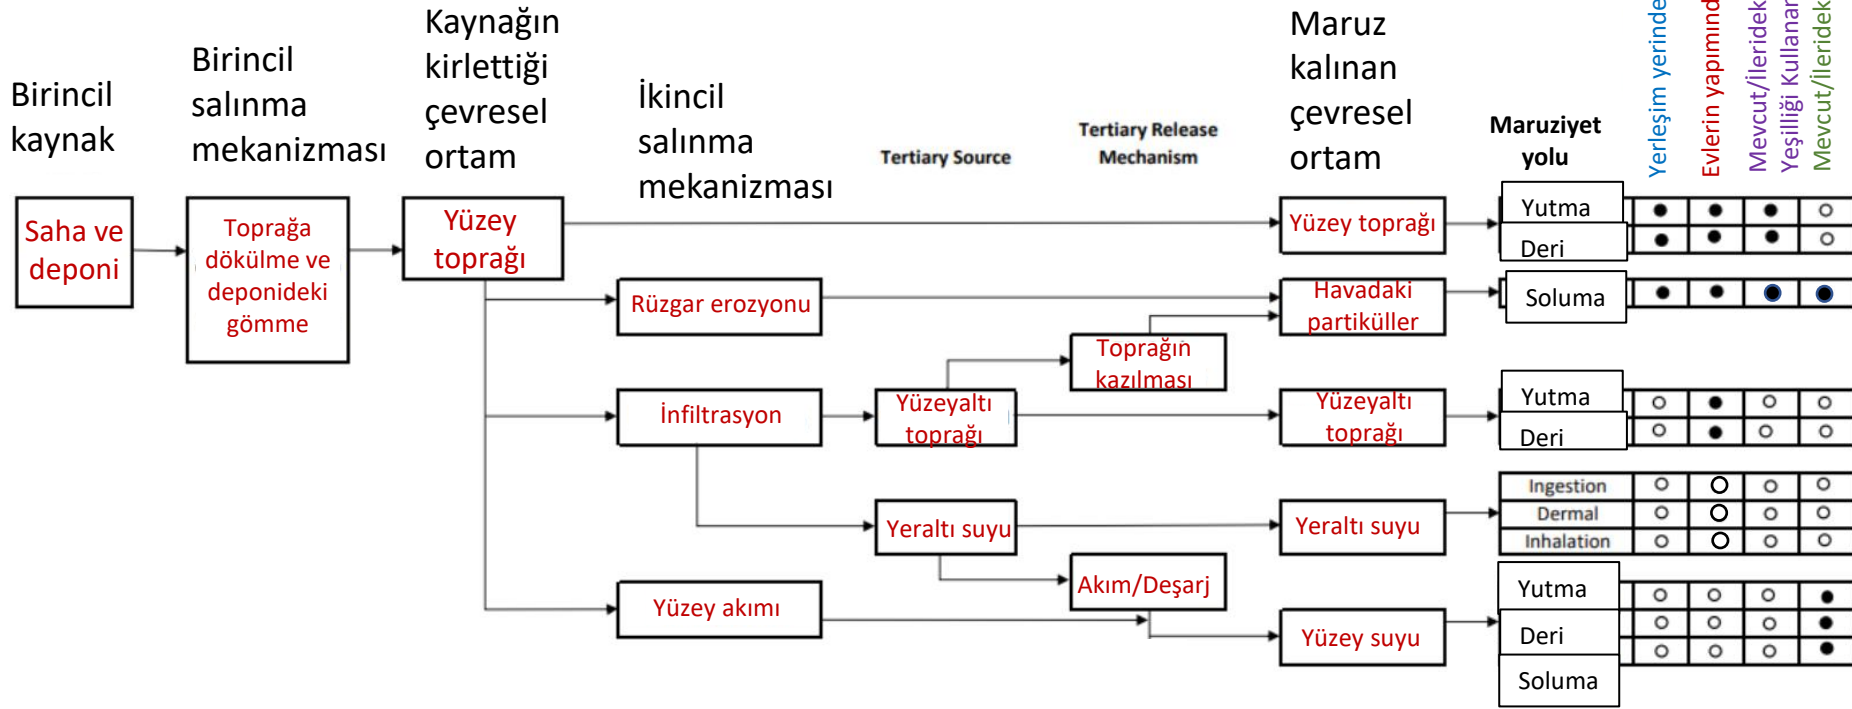 Birincil
kaynak
Birincil
salınma
mekanizması
Kaynağın
kirlettiği
çevresel
ortam
İkincil
salınma
mekanizması
Tertiary Source
Tertiary Release
Mechanism
Maruz
kalınan
çevresel
ortam
Maruziyet
yolu
Yerleşim yerinde
Evlerin yapımınd
Mevcut/İleridek
Yeşilliği Kullanar
Mevcut/İleridek
Saha ve
deponi
Toprağa
dökülme ve
deponideki
gömme
Yüzey
toprağı
Yüzey toprağı
Yutma
Deri
Rüzgar erozyonu
Havadaki
partiküller
Soluma
Toprağın
kazılması
İnfiltrasyon
Yüzeyaltı
toprağı
Yüzeyaltı
toprağı
Yutma
Deri
Yeraltı suyu
Yeraltı suyu
Ingestion
Dermal
Inhalation
Akım/Deşarj
Yüzey akımı
Yüzey suyu
Yutma
Deri
Soluma